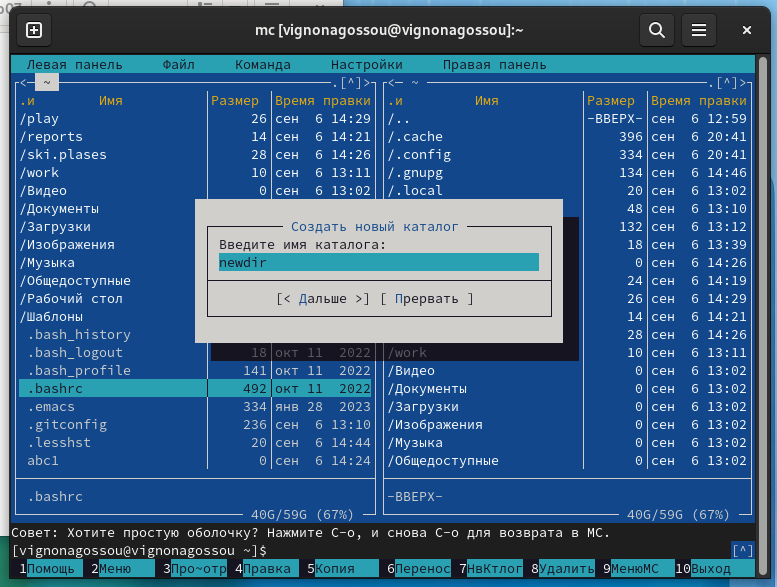 mc [vignonagossou@vignonagossou]:~
Левая панель Файл Команда Настройки Правая панель
<─ ~ .[^]> <─ ~ .[^]>
.и Имя Размер Время правки .и Имя Размер Время правки
/play 26 сен 6 14:29 /.. -ВВЕРХ- сен 6 12:59
/reports 14 сен 6 14:21 /.cache 396 сен 6 20:41
/ski.plases 28 сен 6 14:26 /.config 334 сен 6 20:41
/work 10 сен 6 13:11 /.gnupg 134 сен 6 14:46
/Видео 0 сен 6 13:02 /.local 20 сен 6 13:02
/Документы 48 сен 6 13:10
/Загрузки 132 сен 6 13:12
/Изображения 18 сен 6 13:39
/Музыка 0 сен 6 14:26
/Общедоступные 24 сен 6 14:19
/Рабочий стол 26 сен 6 14:29
/Шаблоны 14 сен 6 14:21
Создать новый каталог
Введите имя каталога:
newdir
[< Дальше >] [ Прервать ]
.bash_history 28 сен 6 14:26
.bash_logout 18 окт 11 2022 /work 10 сен 6 13:11
.bash_profile 141 окт 11 2022 /Видео 0 сен 6 13:02
.bashrc 492 окт 11 2022 /Документы 0 сен 6 13:02
.emacs 334 янв 28 2023 /Загрузки 0 сен 6 13:02
.gitconfig 236 сен 6 13:10 /Изображения 0 сен 6 13:02
.lesshst 20 сен 6 14:44 /Музыка 0 сен 6 13:02
abc1 0 сен 6 14:24 /Общедоступные 0 сен 6 13:02
.bashrc -ВВЕРХ-
40G/59G (67%) 40G/59G (67%)
Совет: Хотите простую оболочку? Нажмите C-o, и снова C-o для возврата в MC.
[vignonagossou@vignonagossou ~]$ [^]
1Помощь 2Меню 3Про~отр 4Правка 5Копия 6Перенос 7НвКтлог 8Удалить 9МенюMC 10Выход